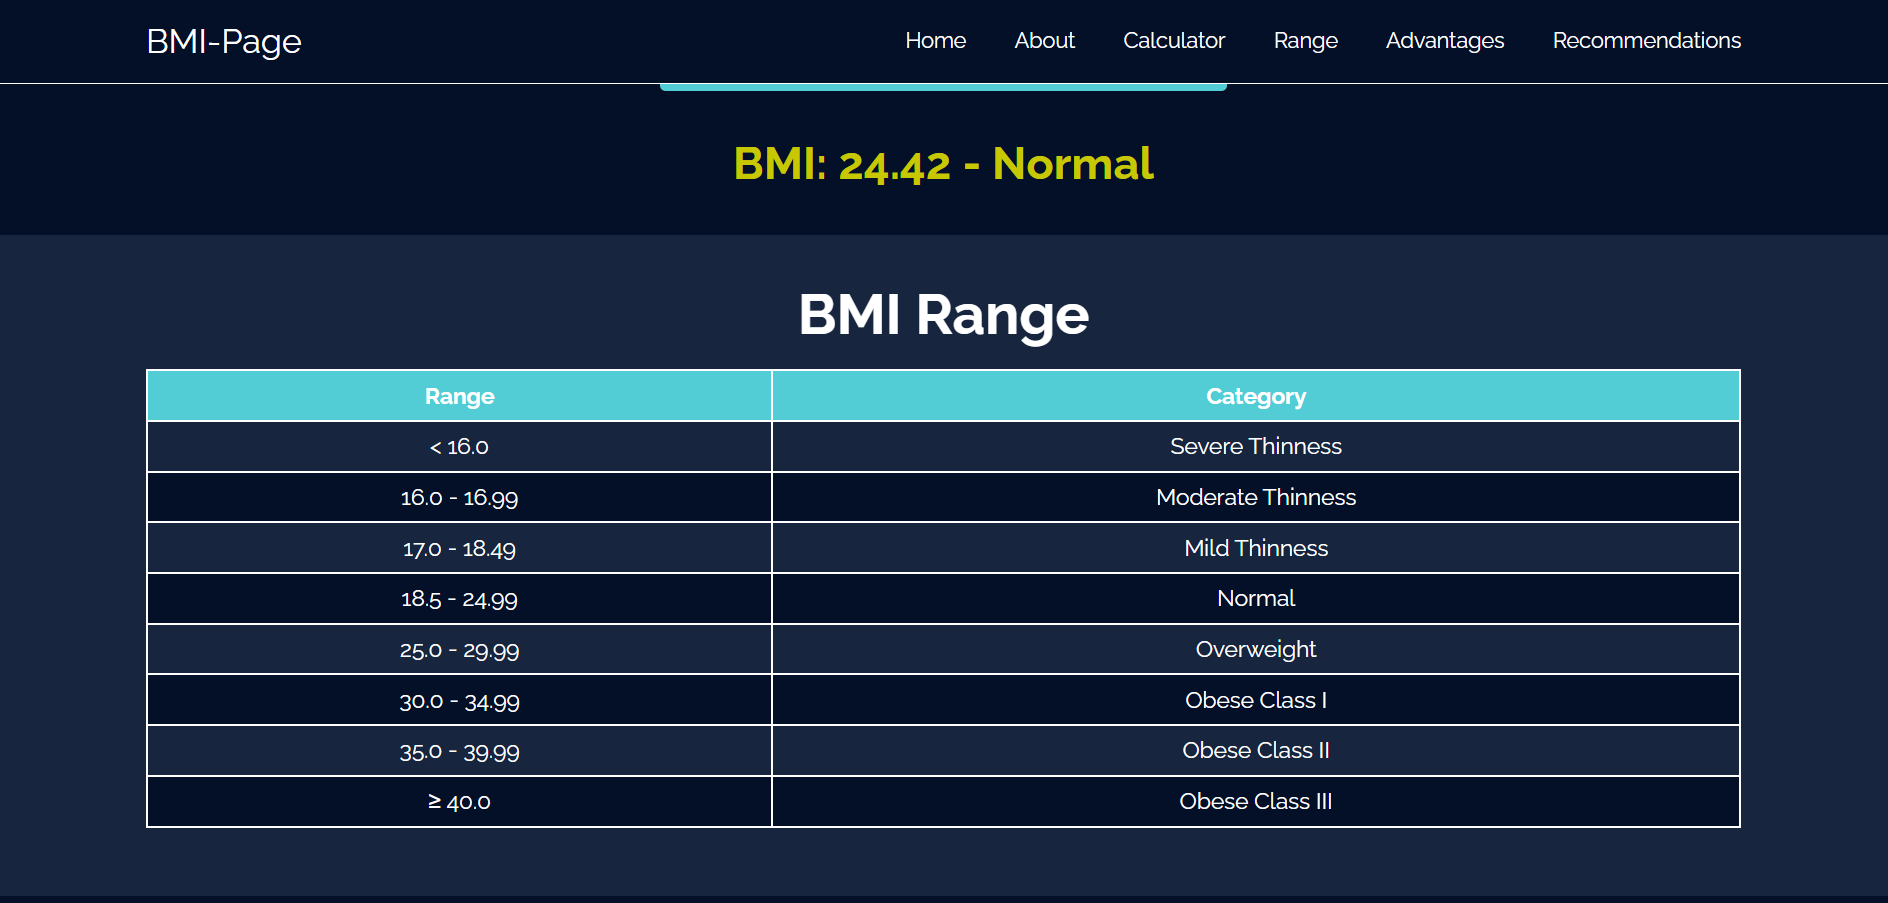 BMI-Page Home About Calculator Range Advantages Recommendations
BMI: 24.42 - Normal
BMI Range
Range Category
< 16.0 Severe Thinness
16.0 - 16.99 Moderate Thinness
17.0 - 18.49 Mild Thinness
18.5 - 24.99 Normal
25.0 - 29.99 Overweight
30.0 - 34.99 Obese Class I
35.0 - 39.99 Obese Class II
≥ 40.0 Obese Class III